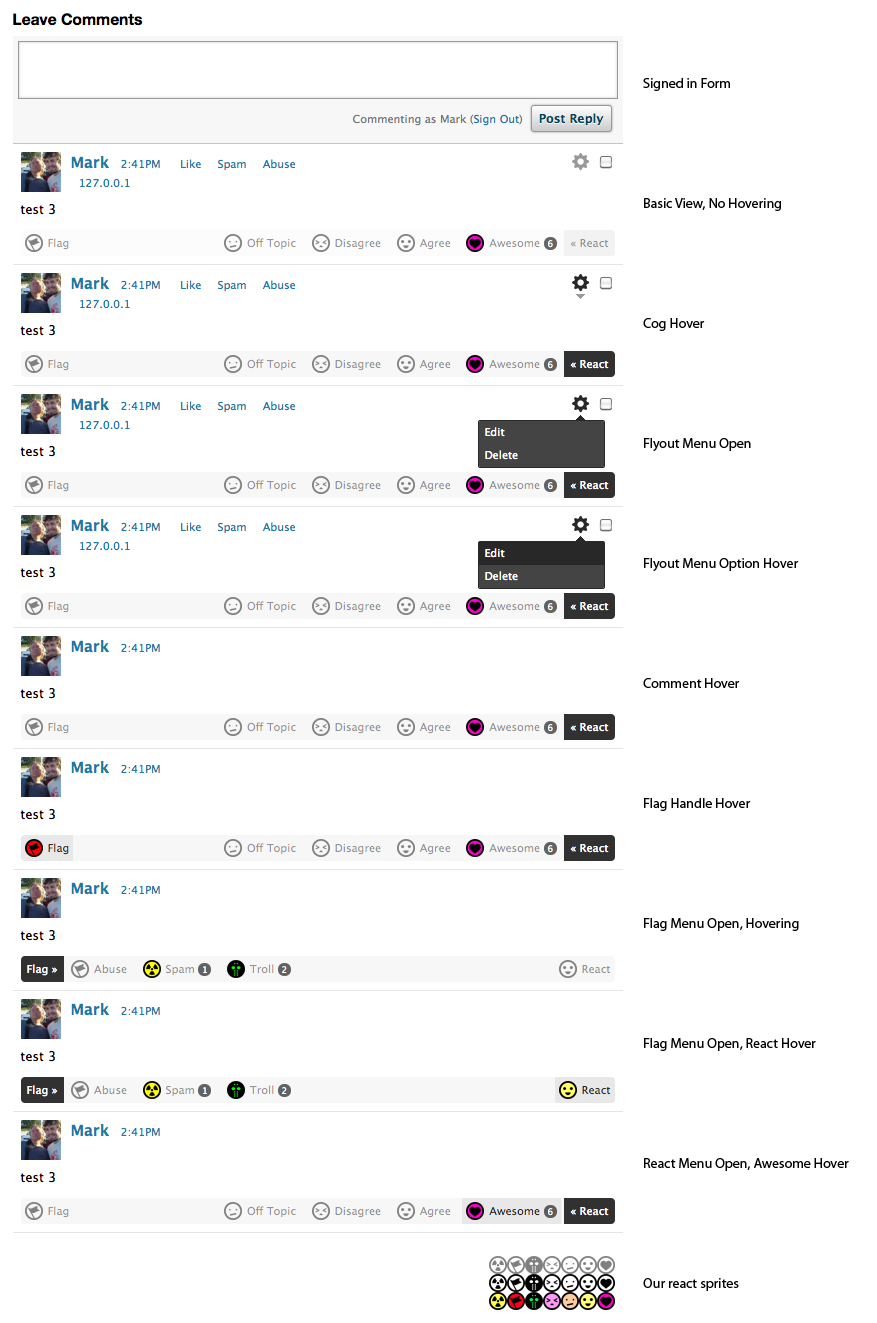 Leave Comments
Signed in Form
Commenting as Mark (Sign Out) Post Reply
Mark 2:41PM Like Spam Abuse
127.0.0.1
Basic View, No Hovering
test 3
Flag Off Topic Disagree Agree Awesome 6 « React
Mark 2:41PM Like Spam Abuse
127.0.0.1
Cog Hover
test 3
Flag Off Topic Disagree Agree Awesome 6 « React
Mark 2:41PM Like Spam Abuse
127.0.0.1
Edit
Flyout Menu Open
test 3
Delete
Flag Off Topic Disagree Agree Awesome 6 « React
Mark 2:41PM Like Spam Abuse
127.0.0.1
Edit
Flyout Menu Option Hover
test 3
Delete
Flag Off Topic Disagree Agree Awesome 6 « React
Mark 2:41PM
Comment Hover
test 3
Flag Off Topic Disagree Agree Awesome 6 « React
Mark 2:41PM
Flag Handle Hover
test 3
Flag Off Topic Disagree Agree Awesome 6 « React
Mark 2:41PM
Flag Menu Open, Hovering
test 3
Flag » Abuse Spam 1 Troll 2 React
Mark 2:41PM
Flag Menu Open, React Hover
test 3
Flag » Abuse Spam 1 Troll 2 React
Mark 2:41PM
React Menu Open, Awesome Hover
test 3
Flag Off Topic Disagree Agree Awesome 6 « React
Our react sprites